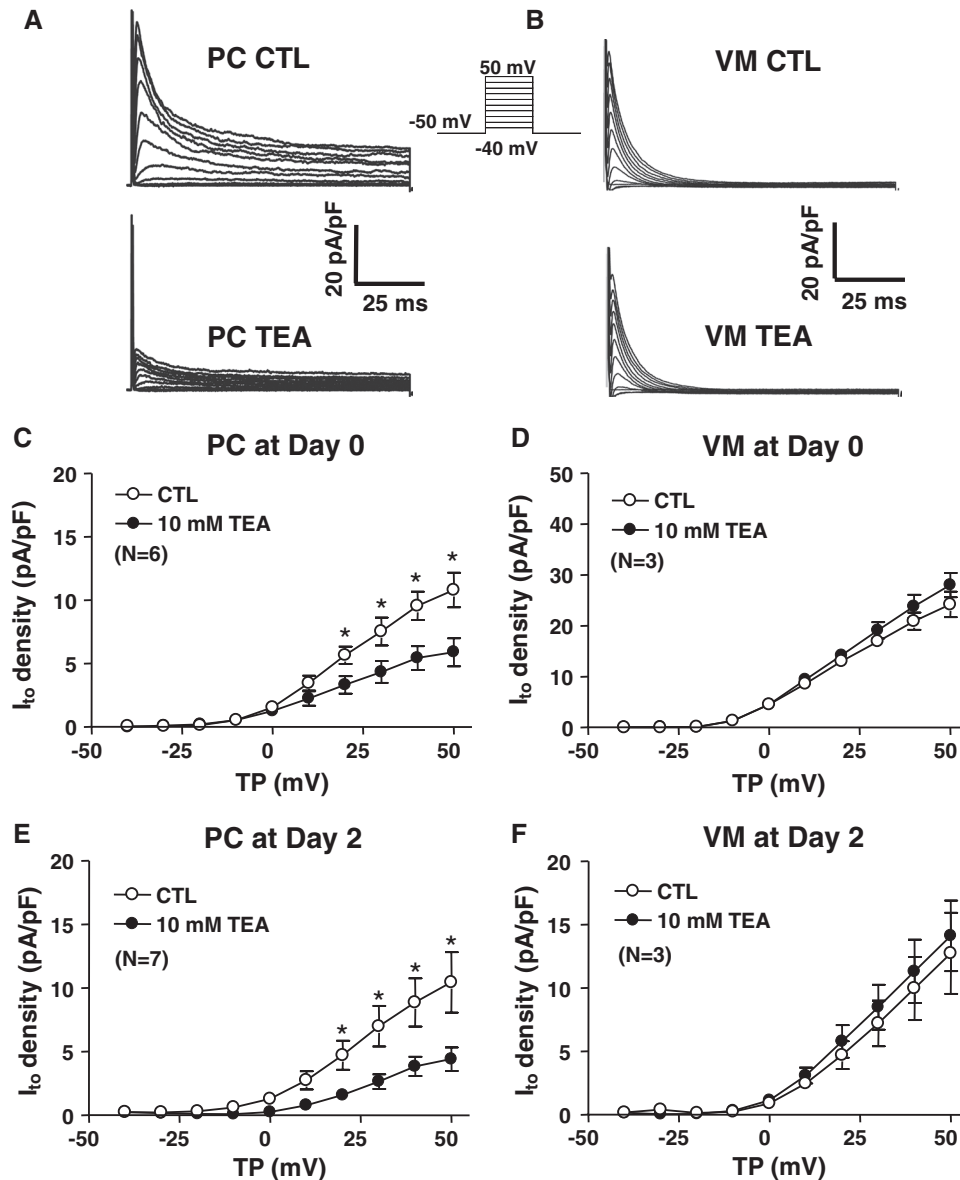 A
PC CTL
50 mV
-50 mV
-40 mV
B
VM CTL
20 pA/pF
25 ms
PC TEA
20 pA/pF
25 ms
VM TEA
C
PC at Day 0
I_to density (pA/pF)
20
15
10
5
0
CTL
10 mM TEA
(N=6)
* * * *
-50 -25 0 25 50
TP (mV)
D
VM at Day 0
I_to density (pA/pF)
50
40
30
20
10
0
CTL
10 mM TEA
(N=3)
-50 -25 0 25 50
TP (mV)
E
PC at Day 2
I_to density (pA/pF)
20
15
10
5
0
CTL
10 mM TEA
(N=7)
* * * *
-50 -25 0 25 50
TP (mV)
F
VM at Day 2
I_to density (pA/pF)
20
15
10
5
0
CTL
10 mM TEA
(N=3)
-50 -25 0 25 50
TP (mV)